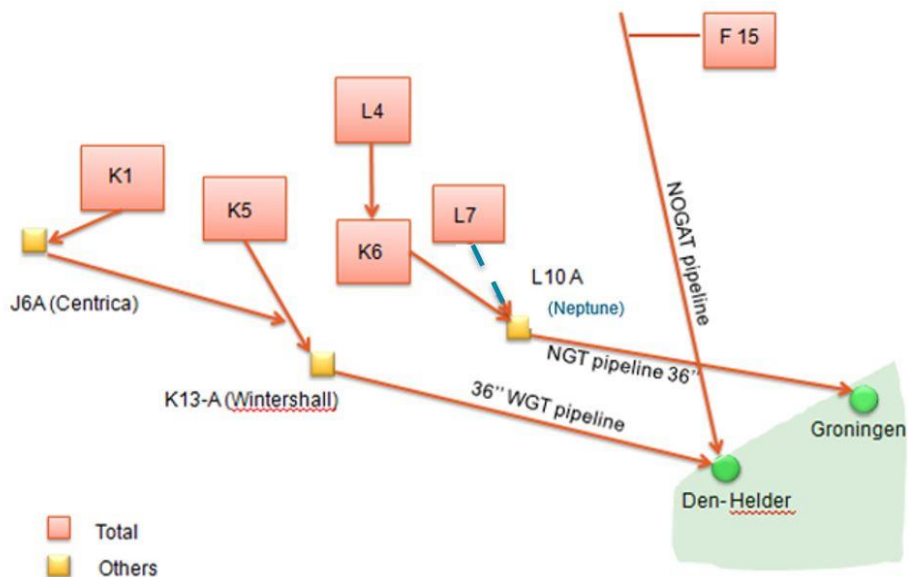 F 15
L4
K1
K5
L7
K6
L10 A
(Neptune)
NOGAT pipeline
J6A (Centrica)
NGT pipeline 36''
K13-A (Wintershall)
36'' WGT pipeline
Groningen
Den- Helder
Total
Others